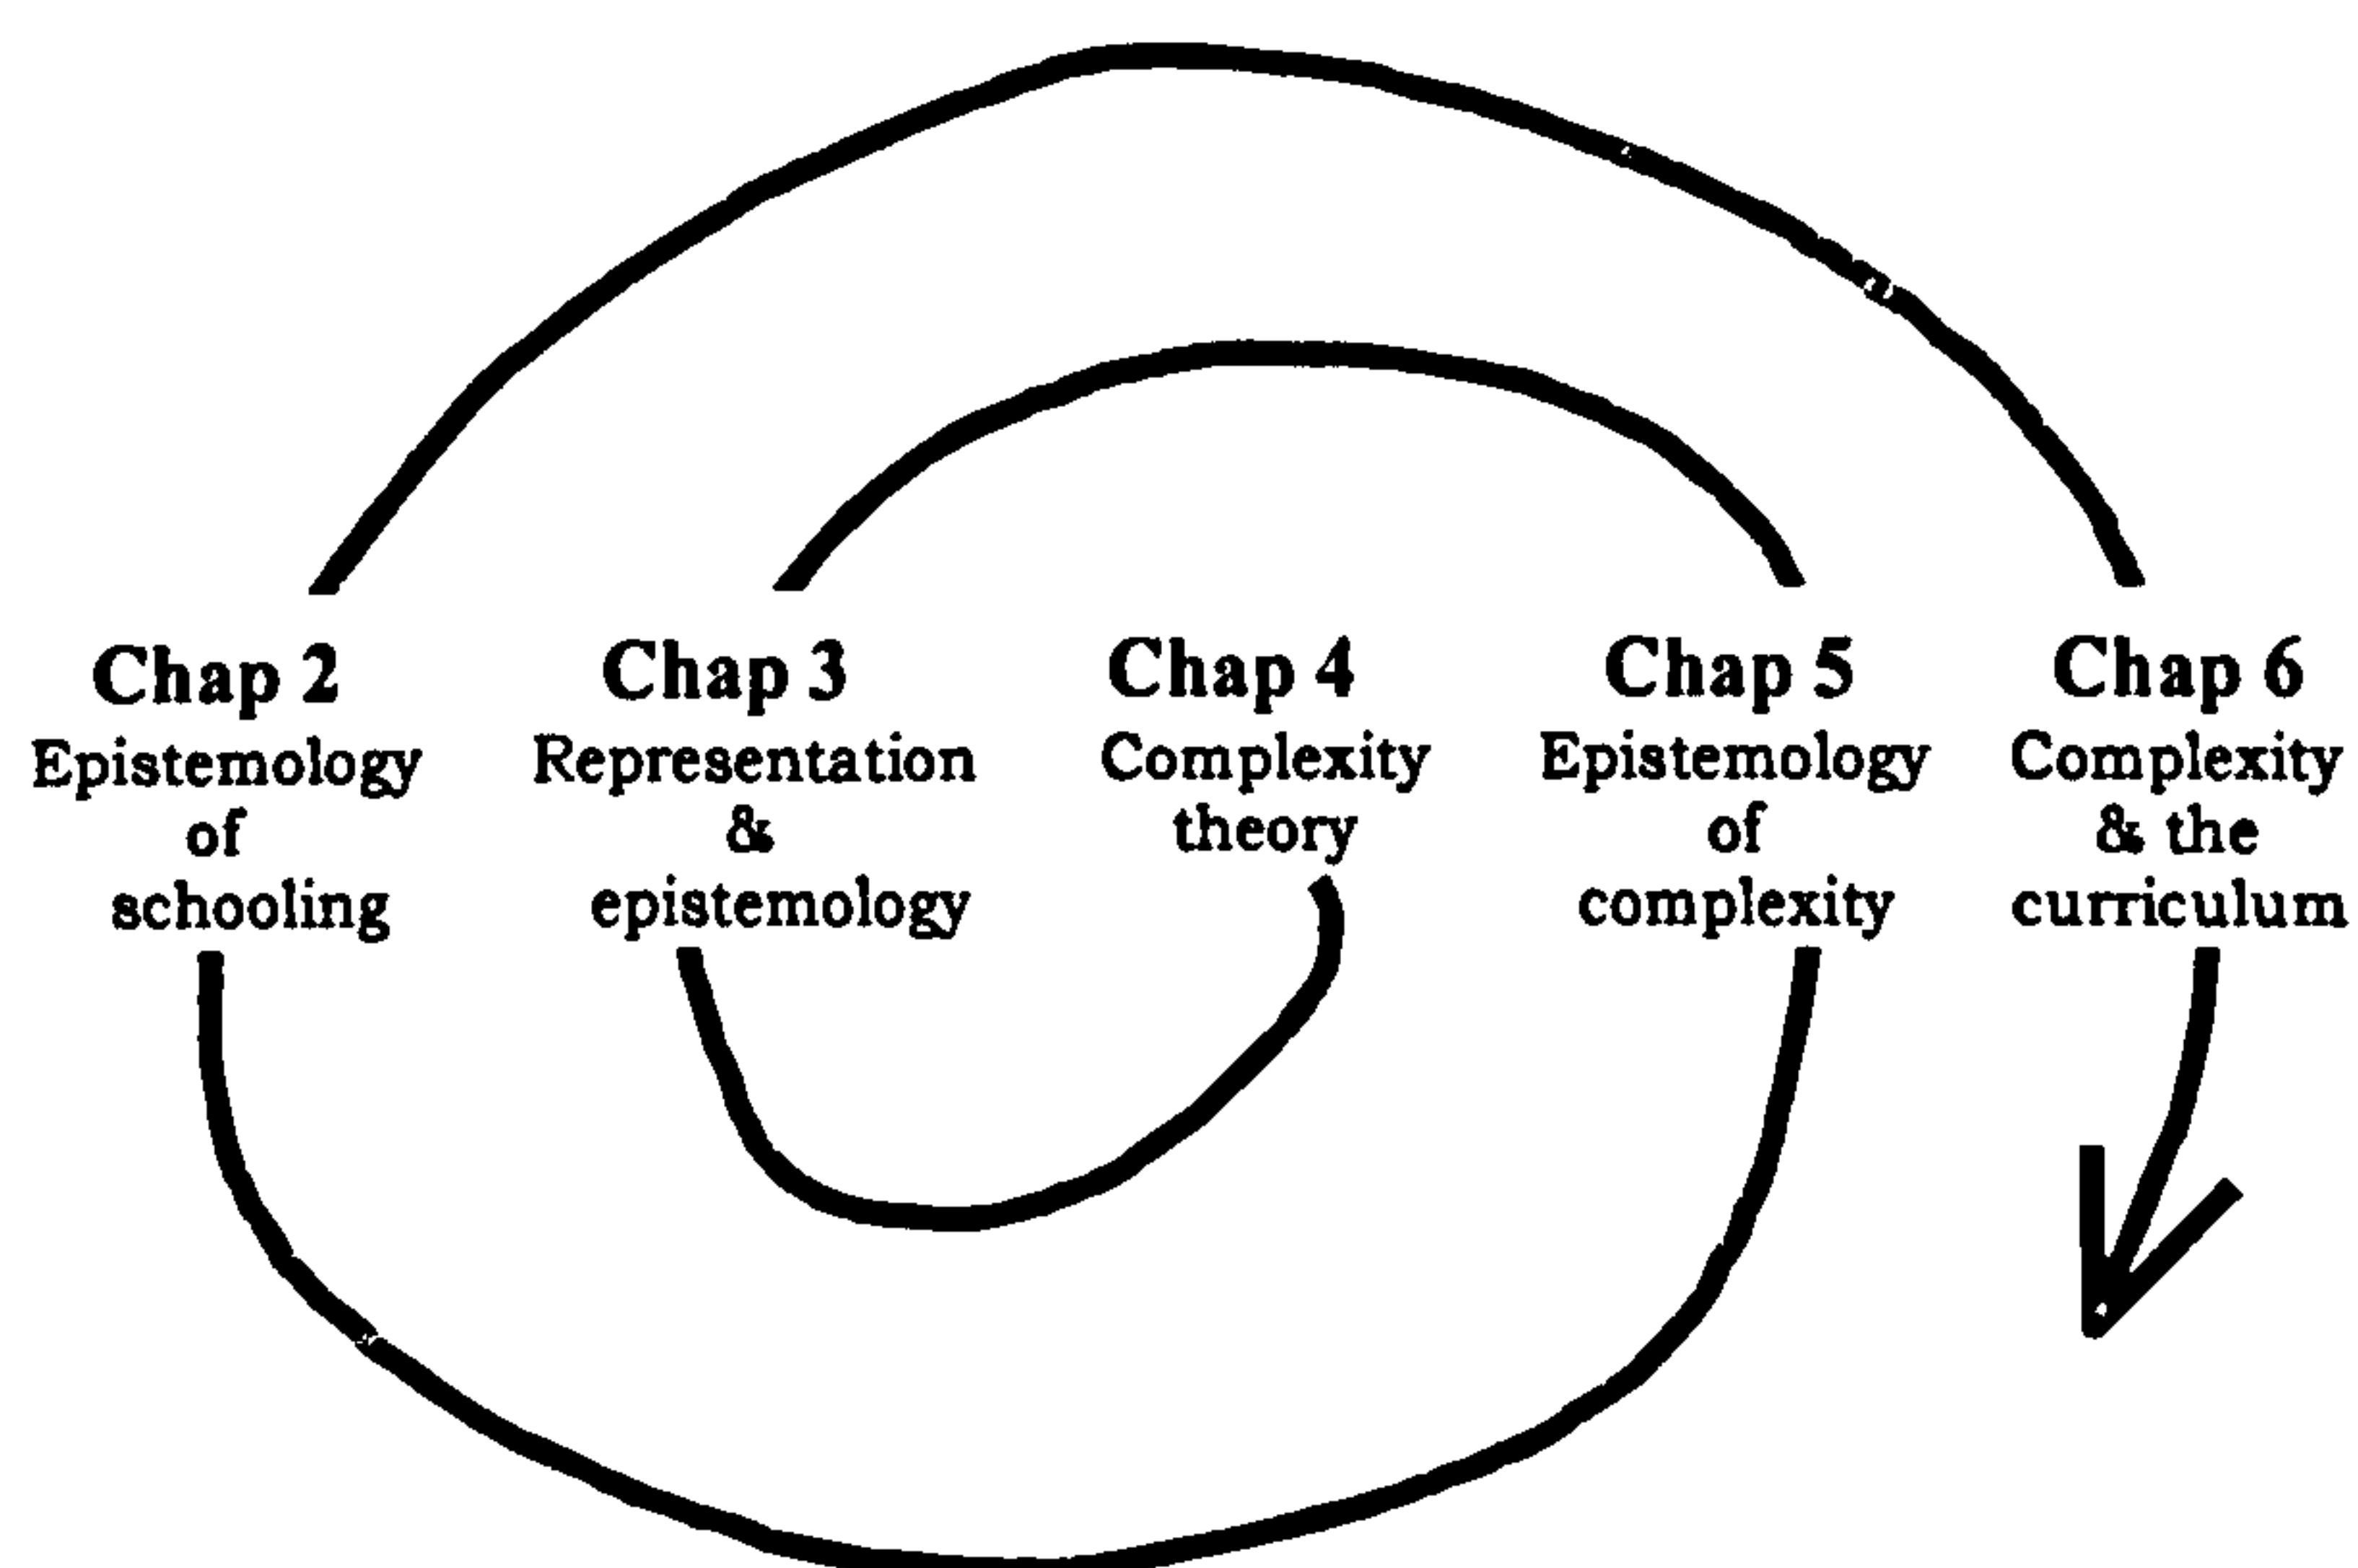 Chap 2
Epistemology
of
schooling
Chap 3
Representation
&
epistemology
Chap 4
Complexity
theory
Chap 5
Epistemology
of
complexity
Chap 6
Complexity
& the
curriculum